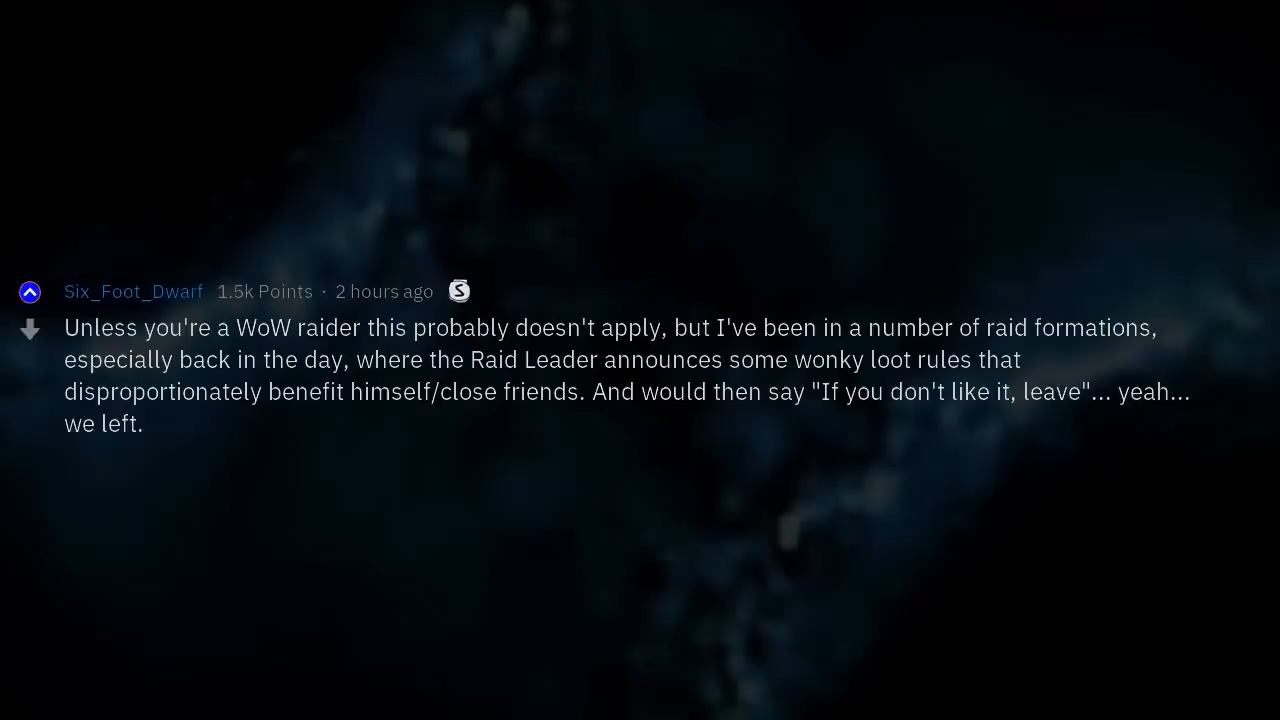 Six_Foot_Dwarf 1.5k Points · 2 hours ago S
Unless you're a WoW raider this probably doesn't apply, but I've been in a number of raid formations,
especially back in the day, where the Raid Leader announces some wonky loot rules that
disproportionately benefit himself/close friends. And would then say "If you don't like it, leave"... yeah...
we left.